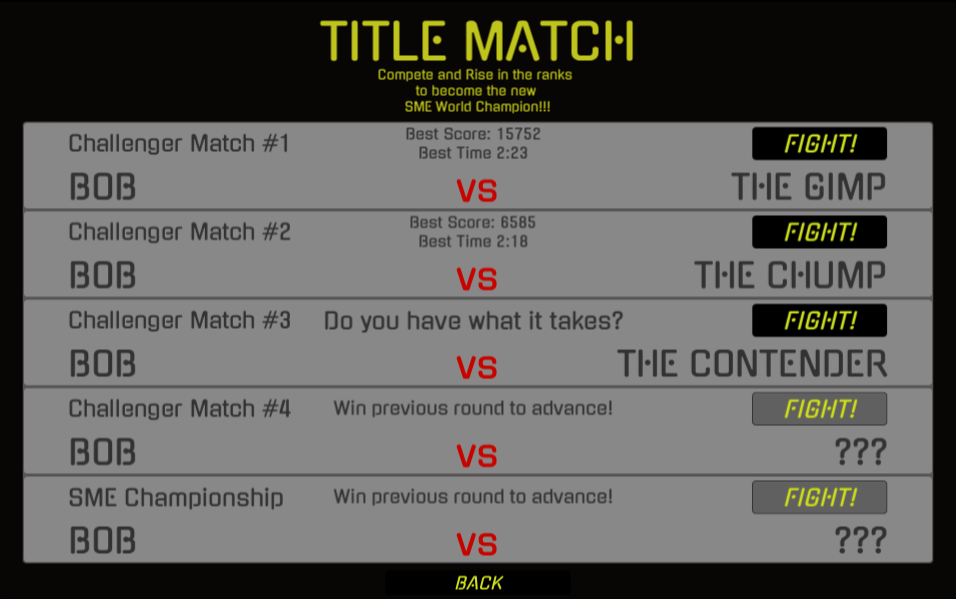 TITLE MATCH
Compete and Rise in the ranks
to become the new
SME World Champion!!!
Challenger Match #1
Best Score: 15752
Best Time 2:23
FIGHT!
BOB
VS
THE GIMP
Challenger Match #2
Best Score: 6585
Best Time 2:18
FIGHT!
BOB
VS
THE CHUMP
Challenger Match #3
Do you have what it takes?
FIGHT!
BOB
VS
THE CONTENDER
Challenger Match #4
Win previous round to advance!
FIGHT!
BOB
VS
???
SME Championship
Win previous round to advance!
FIGHT!
BOB
VS
???
BACK